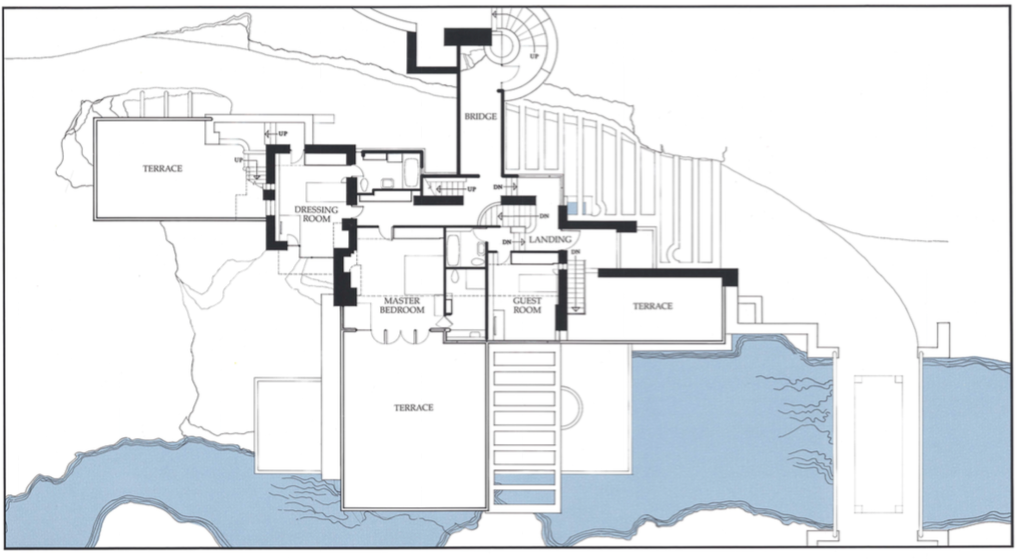 UP
BRIDGE
UP
TERRACE
UP
UP
DN
DRESSING
ROOM
DN
LANDING
DN
DN
MASTER
BEDROOM
GUEST
ROOM
TERRACE
TERRACE